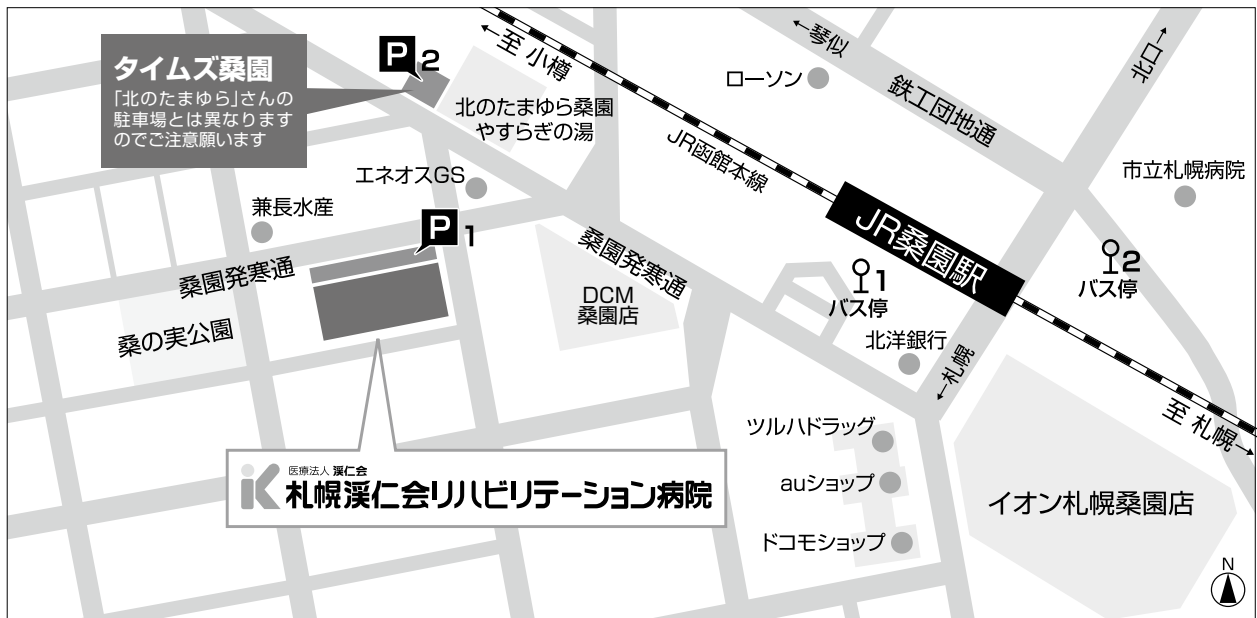 タイムズ桑園
「北のたまゆら」さんの
駐車場とは異なります
のでご注意願います
P 2
←至 小樽
北のたまゆら桑園
やすらぎの湯
JR函館本線
←琴似
ローソン
鉄工団地通
北口→
市立札幌病院
エネオスGS
兼長水産
P 1
桑園発寒通
桑の実公園
桑園発寒通
DCM
桑園店
JR桑園駅
1
バス停
2
バス停
北洋銀行
←札幌
至 札幌→
ツルハドラッグ
auショップ
ドコモショップ
イオン札幌桑園店
医療法人 渓仁会
札幌渓仁会リハビリテーション病院
N